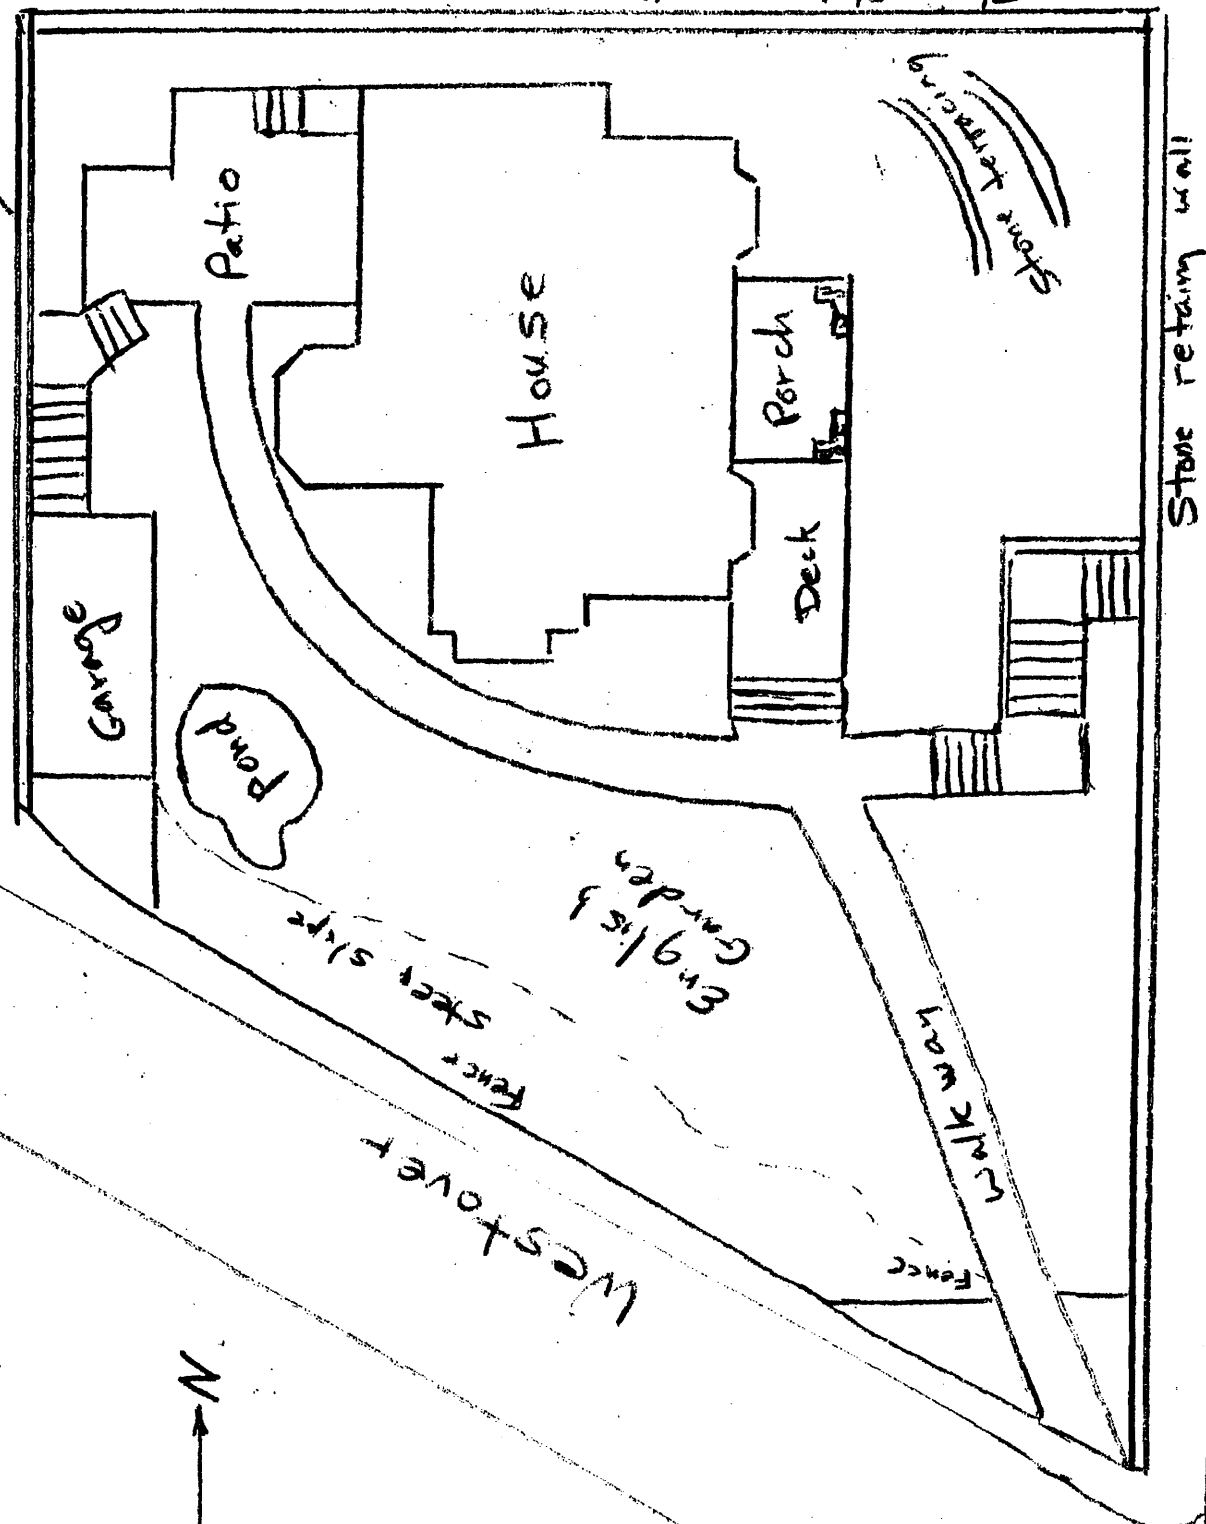 Stone terracing
Patio
House
Porch
Stone retaing wall
Deck
Garage
Pond
English
Garden
steep slope
Fence
Walk way
Westover
Fence
N